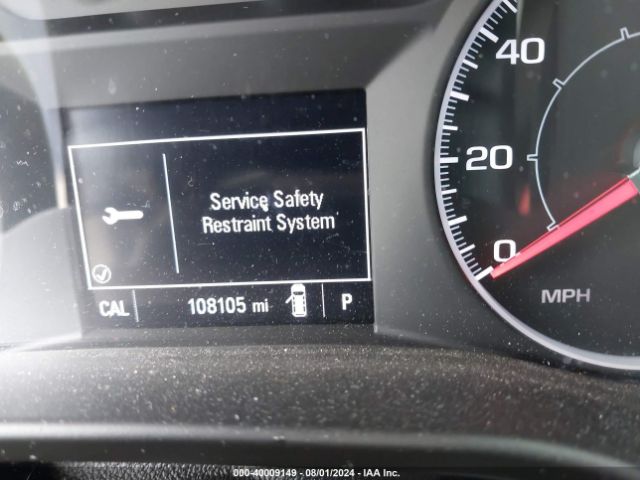 40
20
0
MPH
Service Safety
Restraint System
CAL 108105 mi P
000-40009149 - 08/01/2024 - IAA Inc.